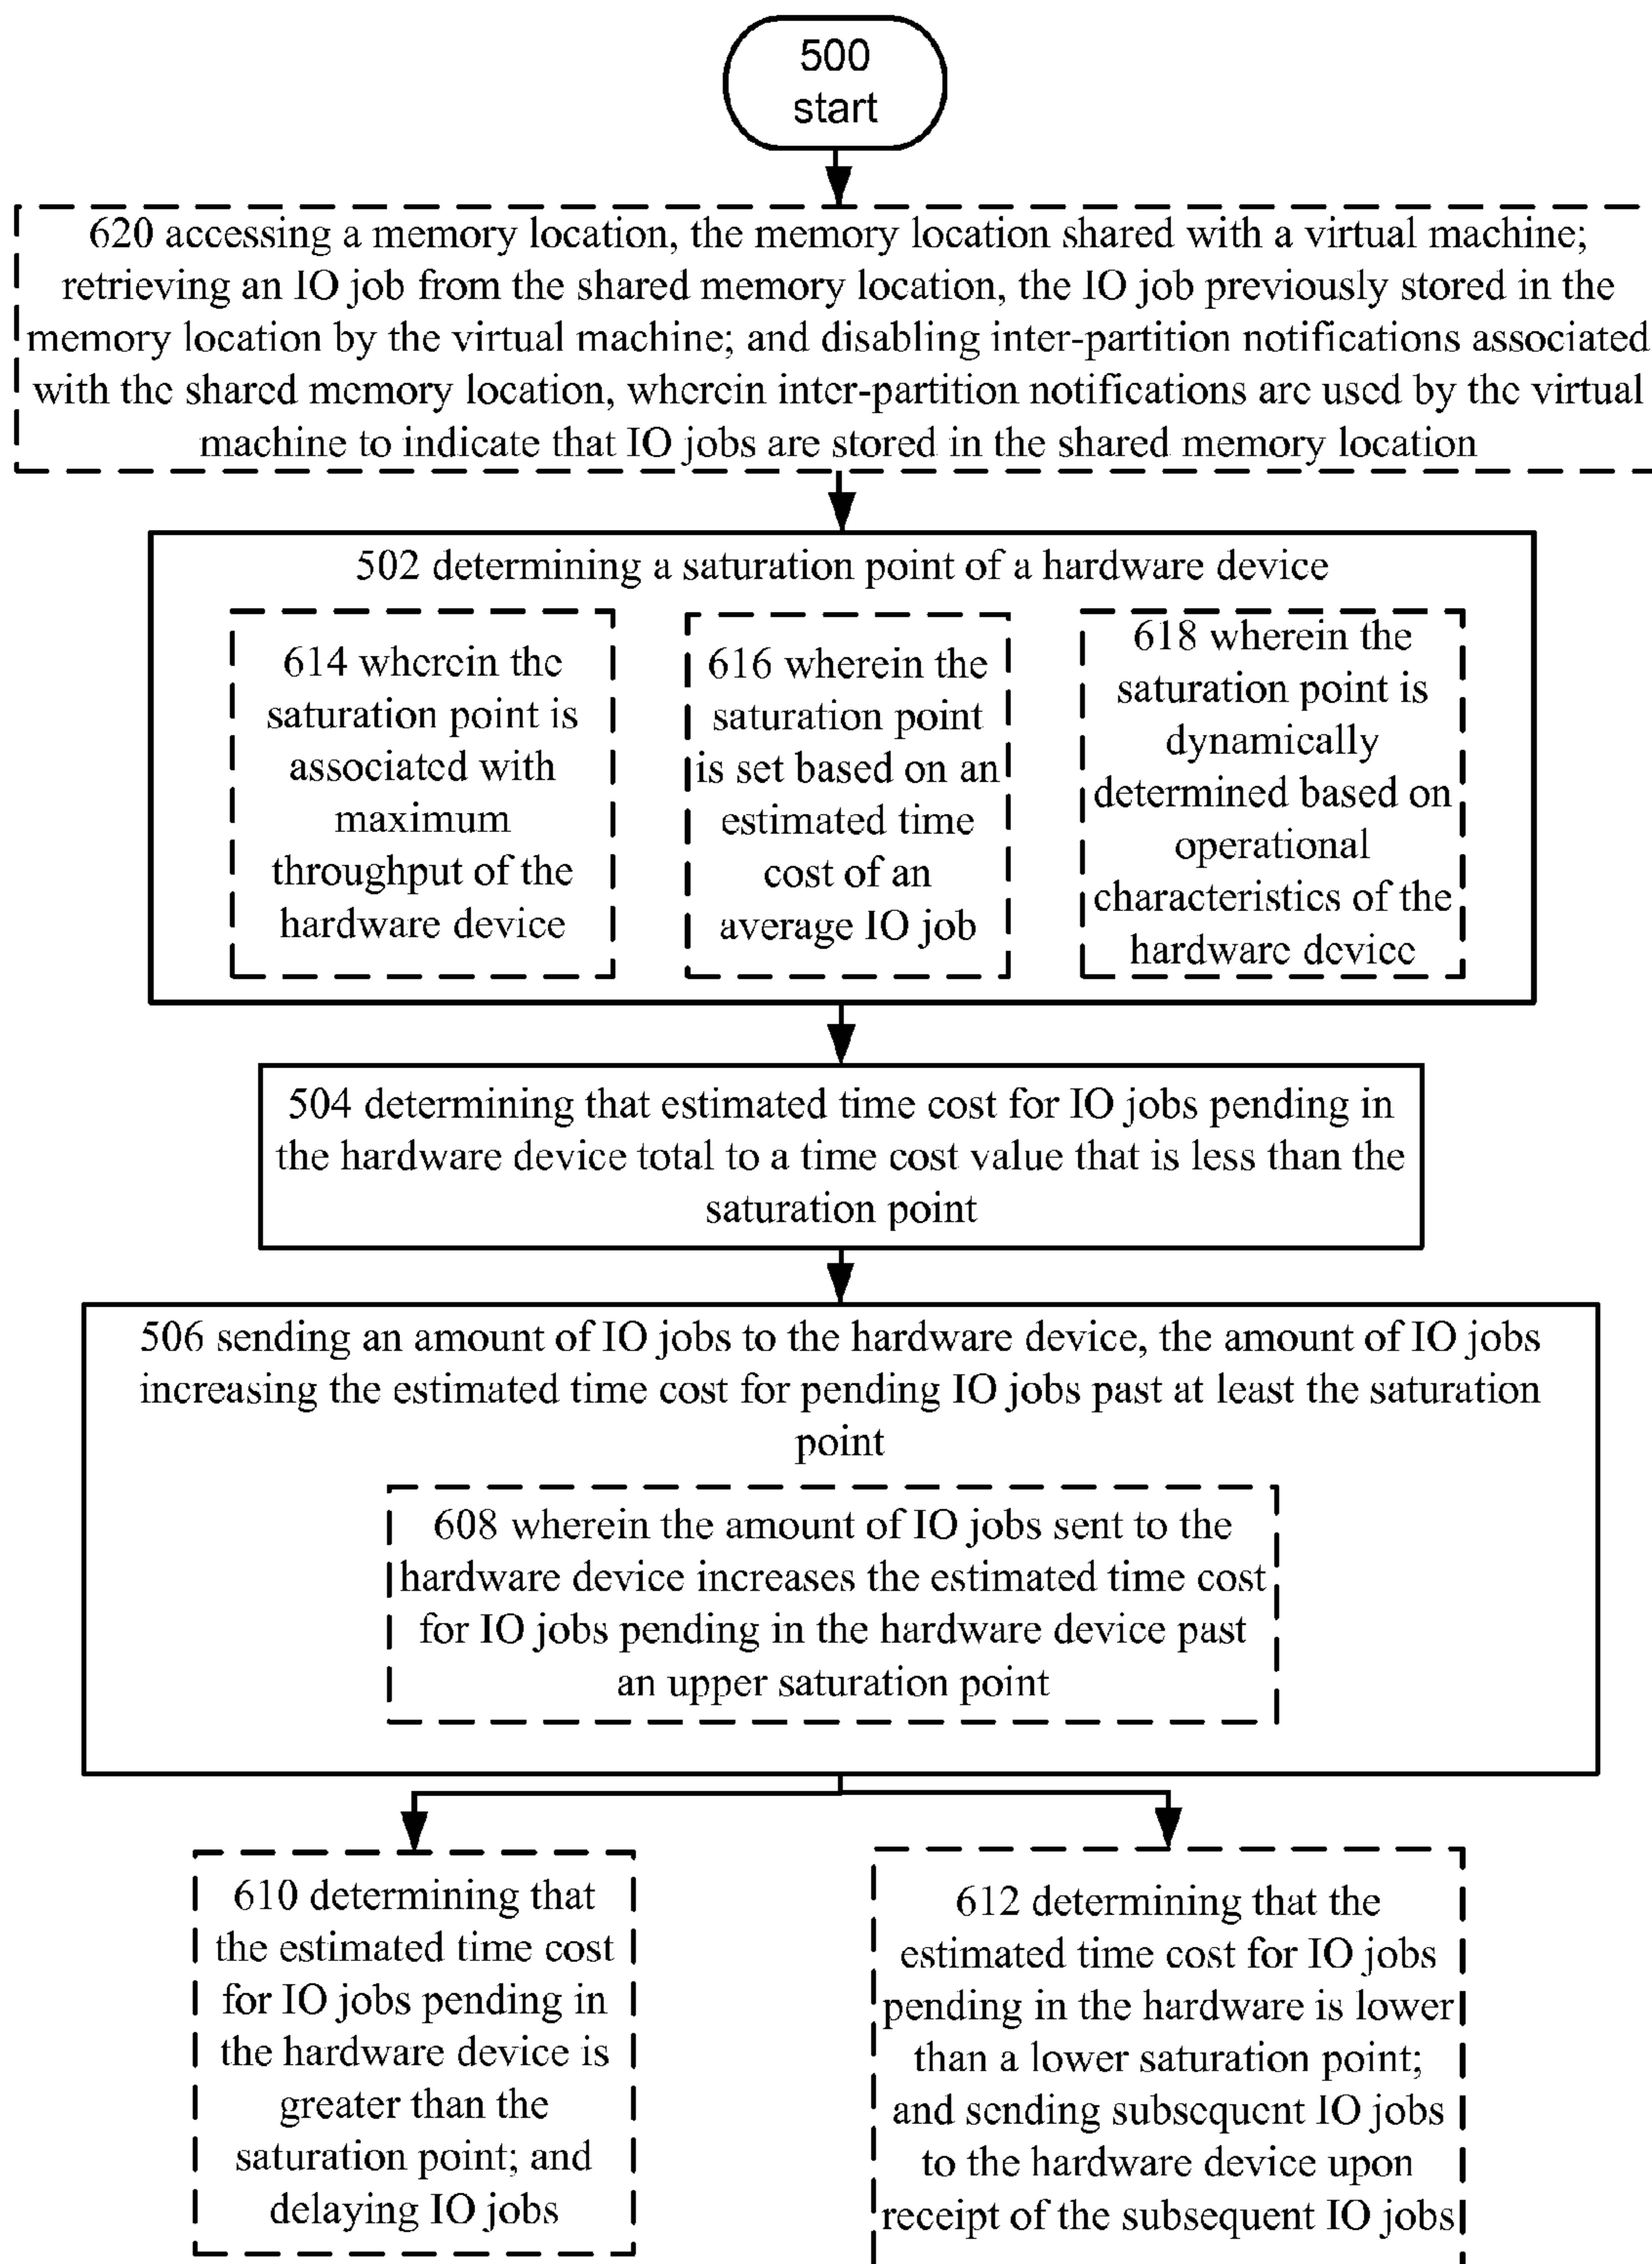 500
start
620 accessing a memory location, the memory location shared with a virtual machine;
retrieving an IO job from the shared memory location, the IO job previously stored in the
memory location by the virtual machine; and disabling inter-partition notifications associated
with the shared memory location, wherein inter-partition notifications are used by the virtual
machine to indicate that IO jobs are stored in the shared memory location
502 determining a saturation point of a hardware device
614 wherein the
saturation point is
associated with
maximum
throughput of the
hardware device
616 wherein the
saturation point
is set based on an
estimated time
cost of an
average IO job
618 wherein the
saturation point is
dynamically
determined based on
operational
characteristics of the
hardware device
504 determining that estimated time cost for IO jobs pending in
the hardware device total to a time cost value that is less than the
saturation point
506 sending an amount of IO jobs to the hardware device, the amount of IO jobs
increasing the estimated time cost for pending IO jobs past at least the saturation
point
608 wherein the amount of IO jobs sent to the
hardware device increases the estimated time cost
for IO jobs pending in the hardware device past
an upper saturation point
610 determining that
the estimated time cost
for IO jobs pending in
the hardware device is
greater than the
saturation point; and
delaying IO jobs
612 determining that the
estimated time cost for IO jobs
pending in the hardware is lower
than a lower saturation point;
and sending subsequent IO jobs
to the hardware device upon
receipt of the subsequent IO jobs